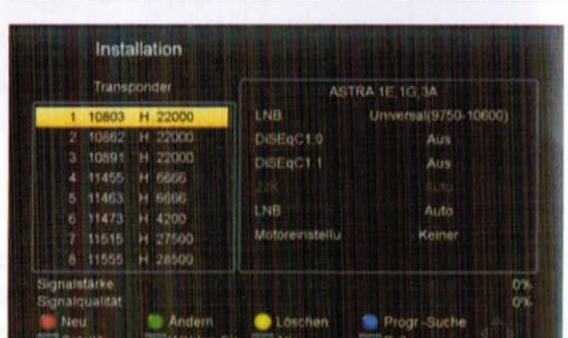 Installation
Transponder
1 10803 H 22000
2 10862 H 22000
3 10891 H 22000
4 11455 H 6666
5 11463 H 6666
6 11473 H 4200
7 11515 H 27500
8 11555 H 28500
ASTRA 1E,1G,3A
LNB Universal(9750-10600)
DiSEqC1.0 Aus
DiSEqC1.1 Aus
22K Auto
LNB Auto
Motoreinstellu Keiner
Signalstärke 0%
Signalqualität 0%
Neu Ändern Löschen Progr-Suche